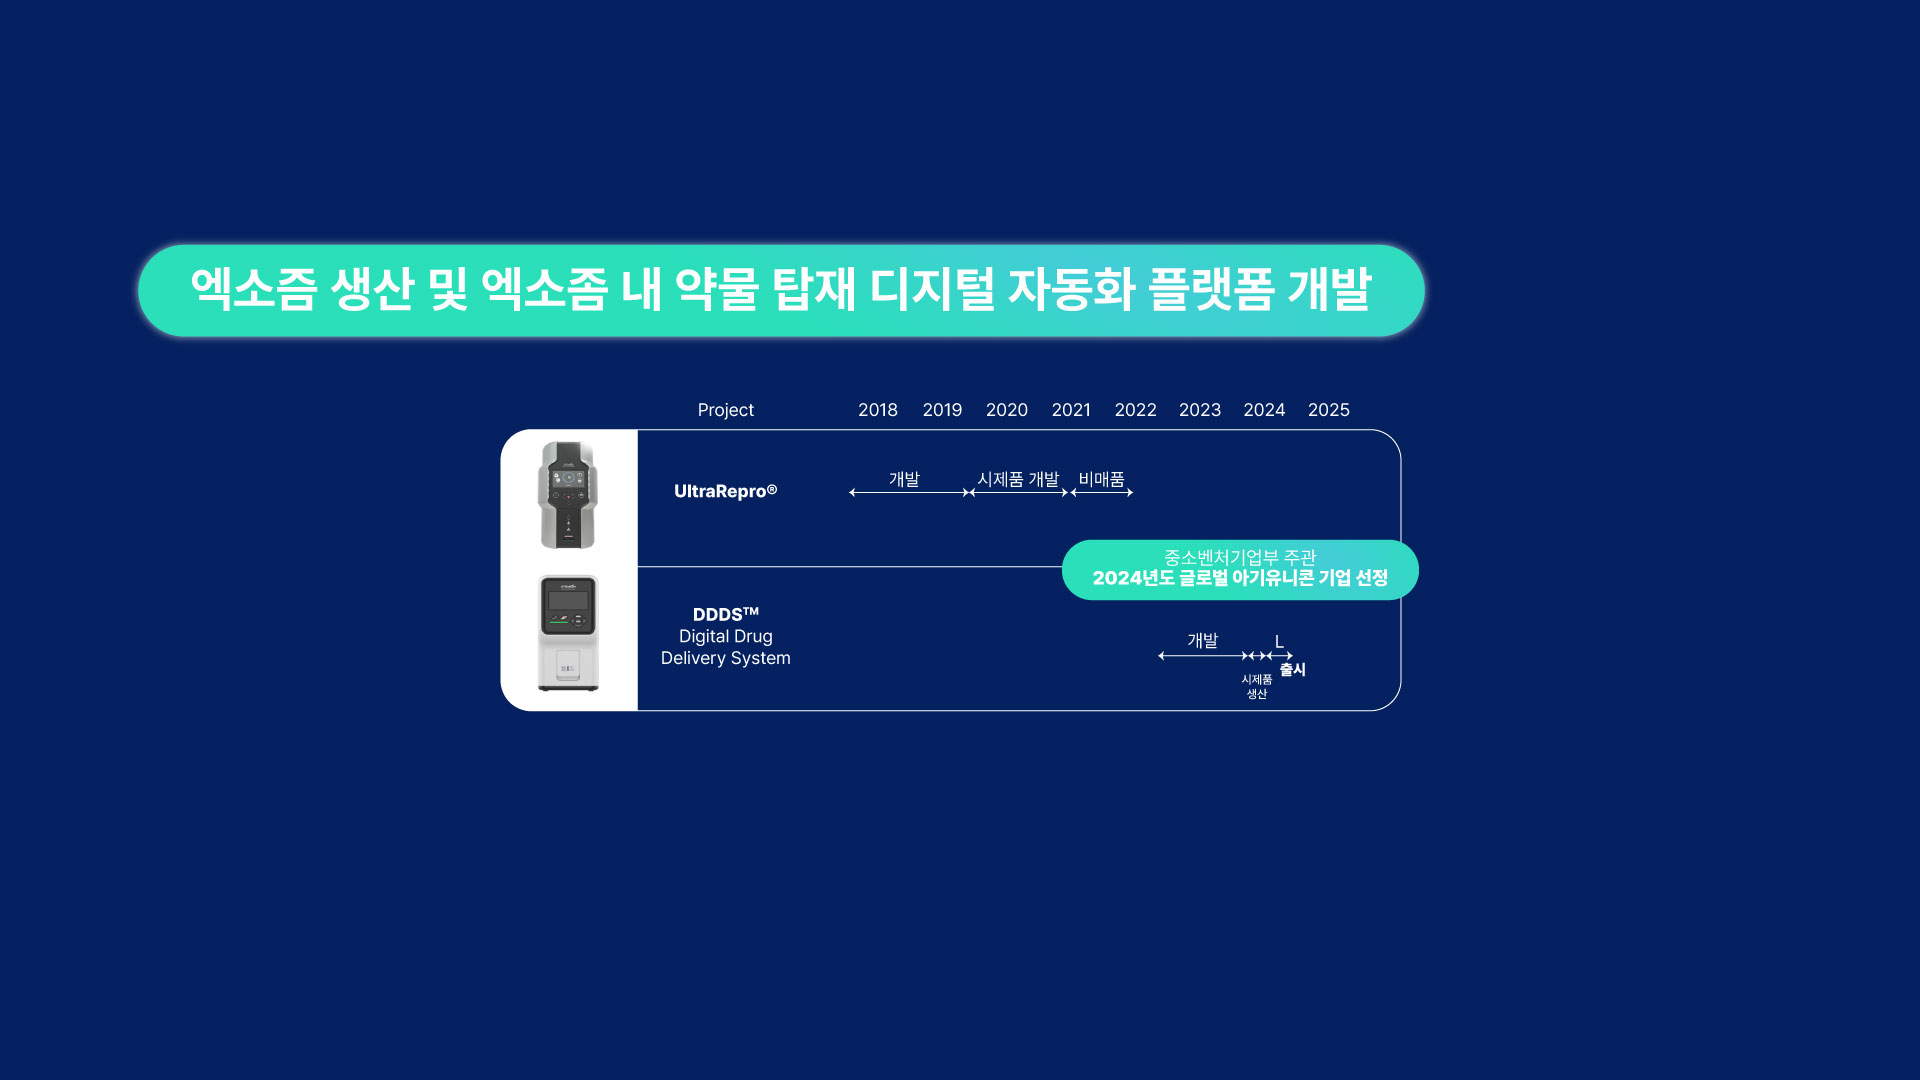 엑소즘 생산 및 엑소좀 내 약물 탑재 디지털 자동화 플랫폼 개발
Project 2018 2019 2020 2021 2022 2023 2024 2025
UltraRepro® 개발 시제품 개발 비매품
중소벤처기업부 주관
2024년도 글로벌 아기유니콘 기업 선정
DDDS™
Digital Drug
Delivery System
개발 L
출시
시제품
생산